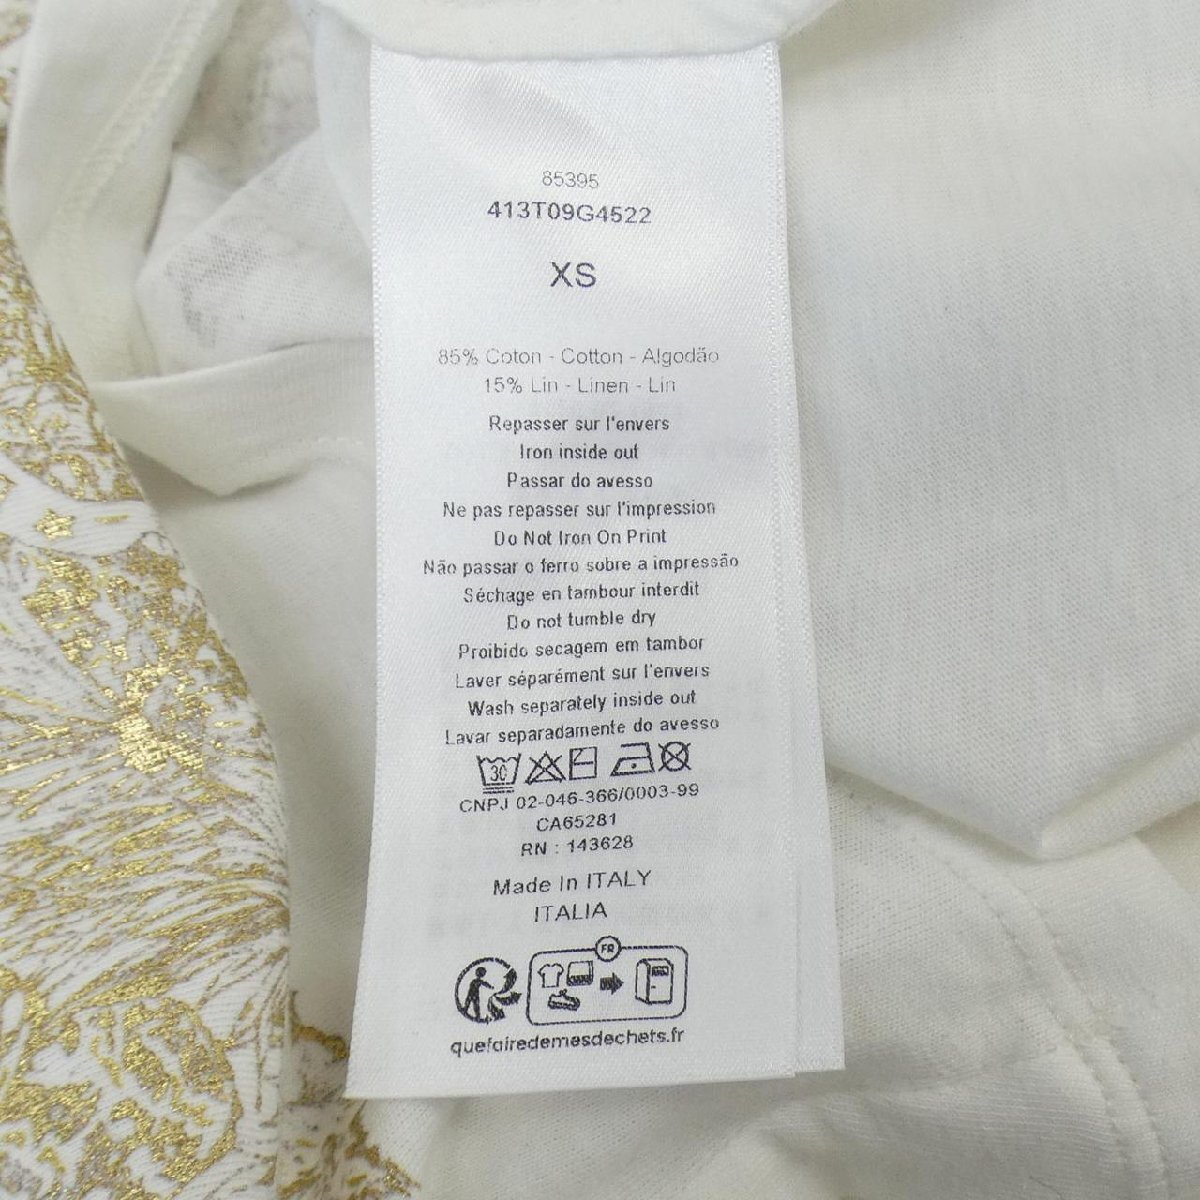 85395
413T09G4522
XS
85% Coton - Cotton - Algodão
15% Lin - Linen - Lin
Repasser sur l'envers
Iron inside out
Passar do avesso
Ne pas repasser sur l'impression
Do Not Iron On Print
Não passar o ferro sobre a impressão
Séchage en tambour interdit
Do not tumble dry
Proibido secagem em tambor
Laver séparément sur l'envers
Wash separately inside out
Lavar separadamente do avesso
30
CNPJ 02-046-366/0003-99
CA65281
RN : 143628
Made in ITALY
ITALIA
FR
quefairedemesdechets.fr